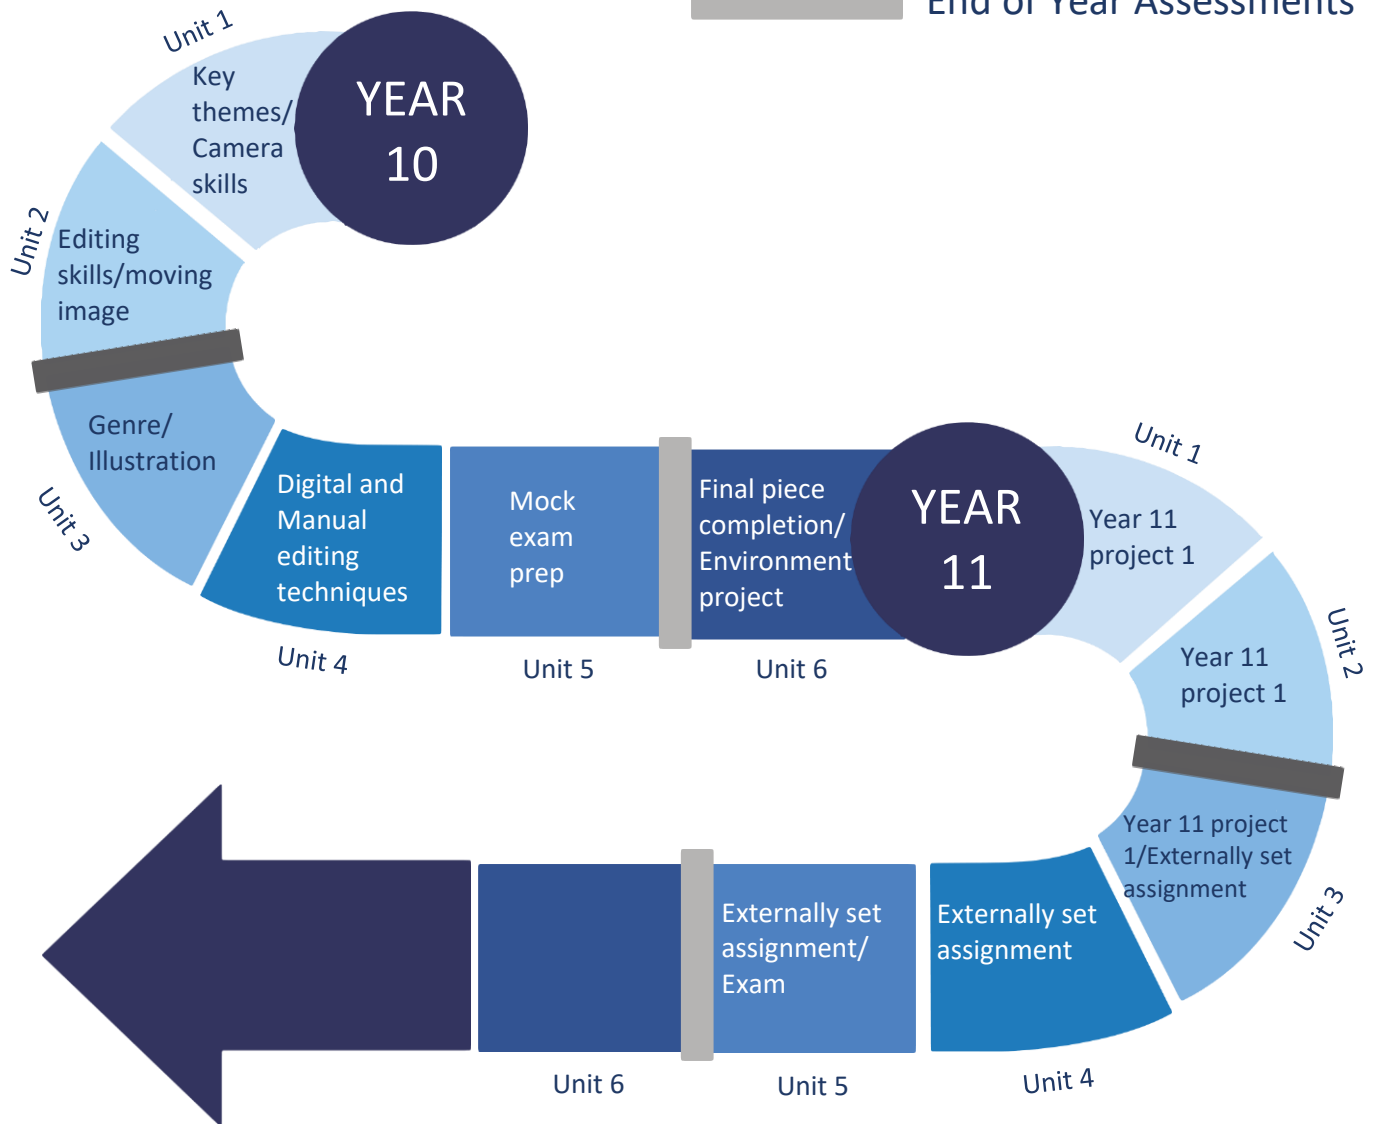 End of Year Assessments
YEAR
10
Unit 1
Key
themes/
Camera
skills
Unit 2
Editing
skills/moving
image
Genre/
Illustration
Unit 3
Digital and
Manual
editing
techniques
Unit 4
Mock
exam
prep
Unit 5
Final piece
completion/
Environment
project
Unit 6
YEAR
11
Unit 1
Year 11
project 1
Unit 2
Year 11
project 1
Year 11 project
1/Externally set
assignment
Unit 3
Externally set
assignment
Unit 4
Externally set
assignment/
Exam
Unit 5
Unit 6